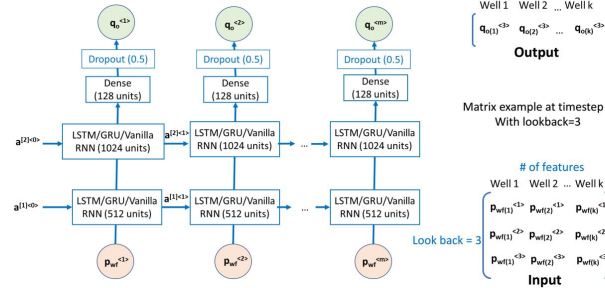 q_o^<1>
q_o^<2>
q_o^<m>
Dropout (0.5)
Dropout (0.5)
Dropout (0.5)
Dense
(128 units)
Dense
(128 units)
Dense
(128 units)
a^[2]<0>
LSTM/GRU/Vanilla
RNN (1024 units)
a^[2]<1>
LSTM/GRU/Vanilla
RNN (1024 units)
...
LSTM/GRU/Vanilla
RNN (1024 units)
a^[1]<0>
LSTM/GRU/Vanilla
RNN (512 units)
a^[1]<1>
LSTM/GRU/Vanilla
RNN (512 units)
...
LSTM/GRU/Vanilla
RNN (512 units)
p_wf^<1>
p_wf^<2>
p_wf^<m>
Well 1 Well 2 ... Well k
q_o(1)^<3> q_o(2)^<3> ... q_o(k)^<3>
Output
Matrix example at timestep
With lookback=3
# of features
Well 1 Well 2 ... Well k
p_wf(1)^<1> p_wf(2)^<1> p_wf(k)^<1
Look back = 3
p_wf(1)^<2> p_wf(2)^<2> p_wf(k)^<2
p_wf(1)^<3> p_wf(2)^<3> p_wf(k)^<3
Input